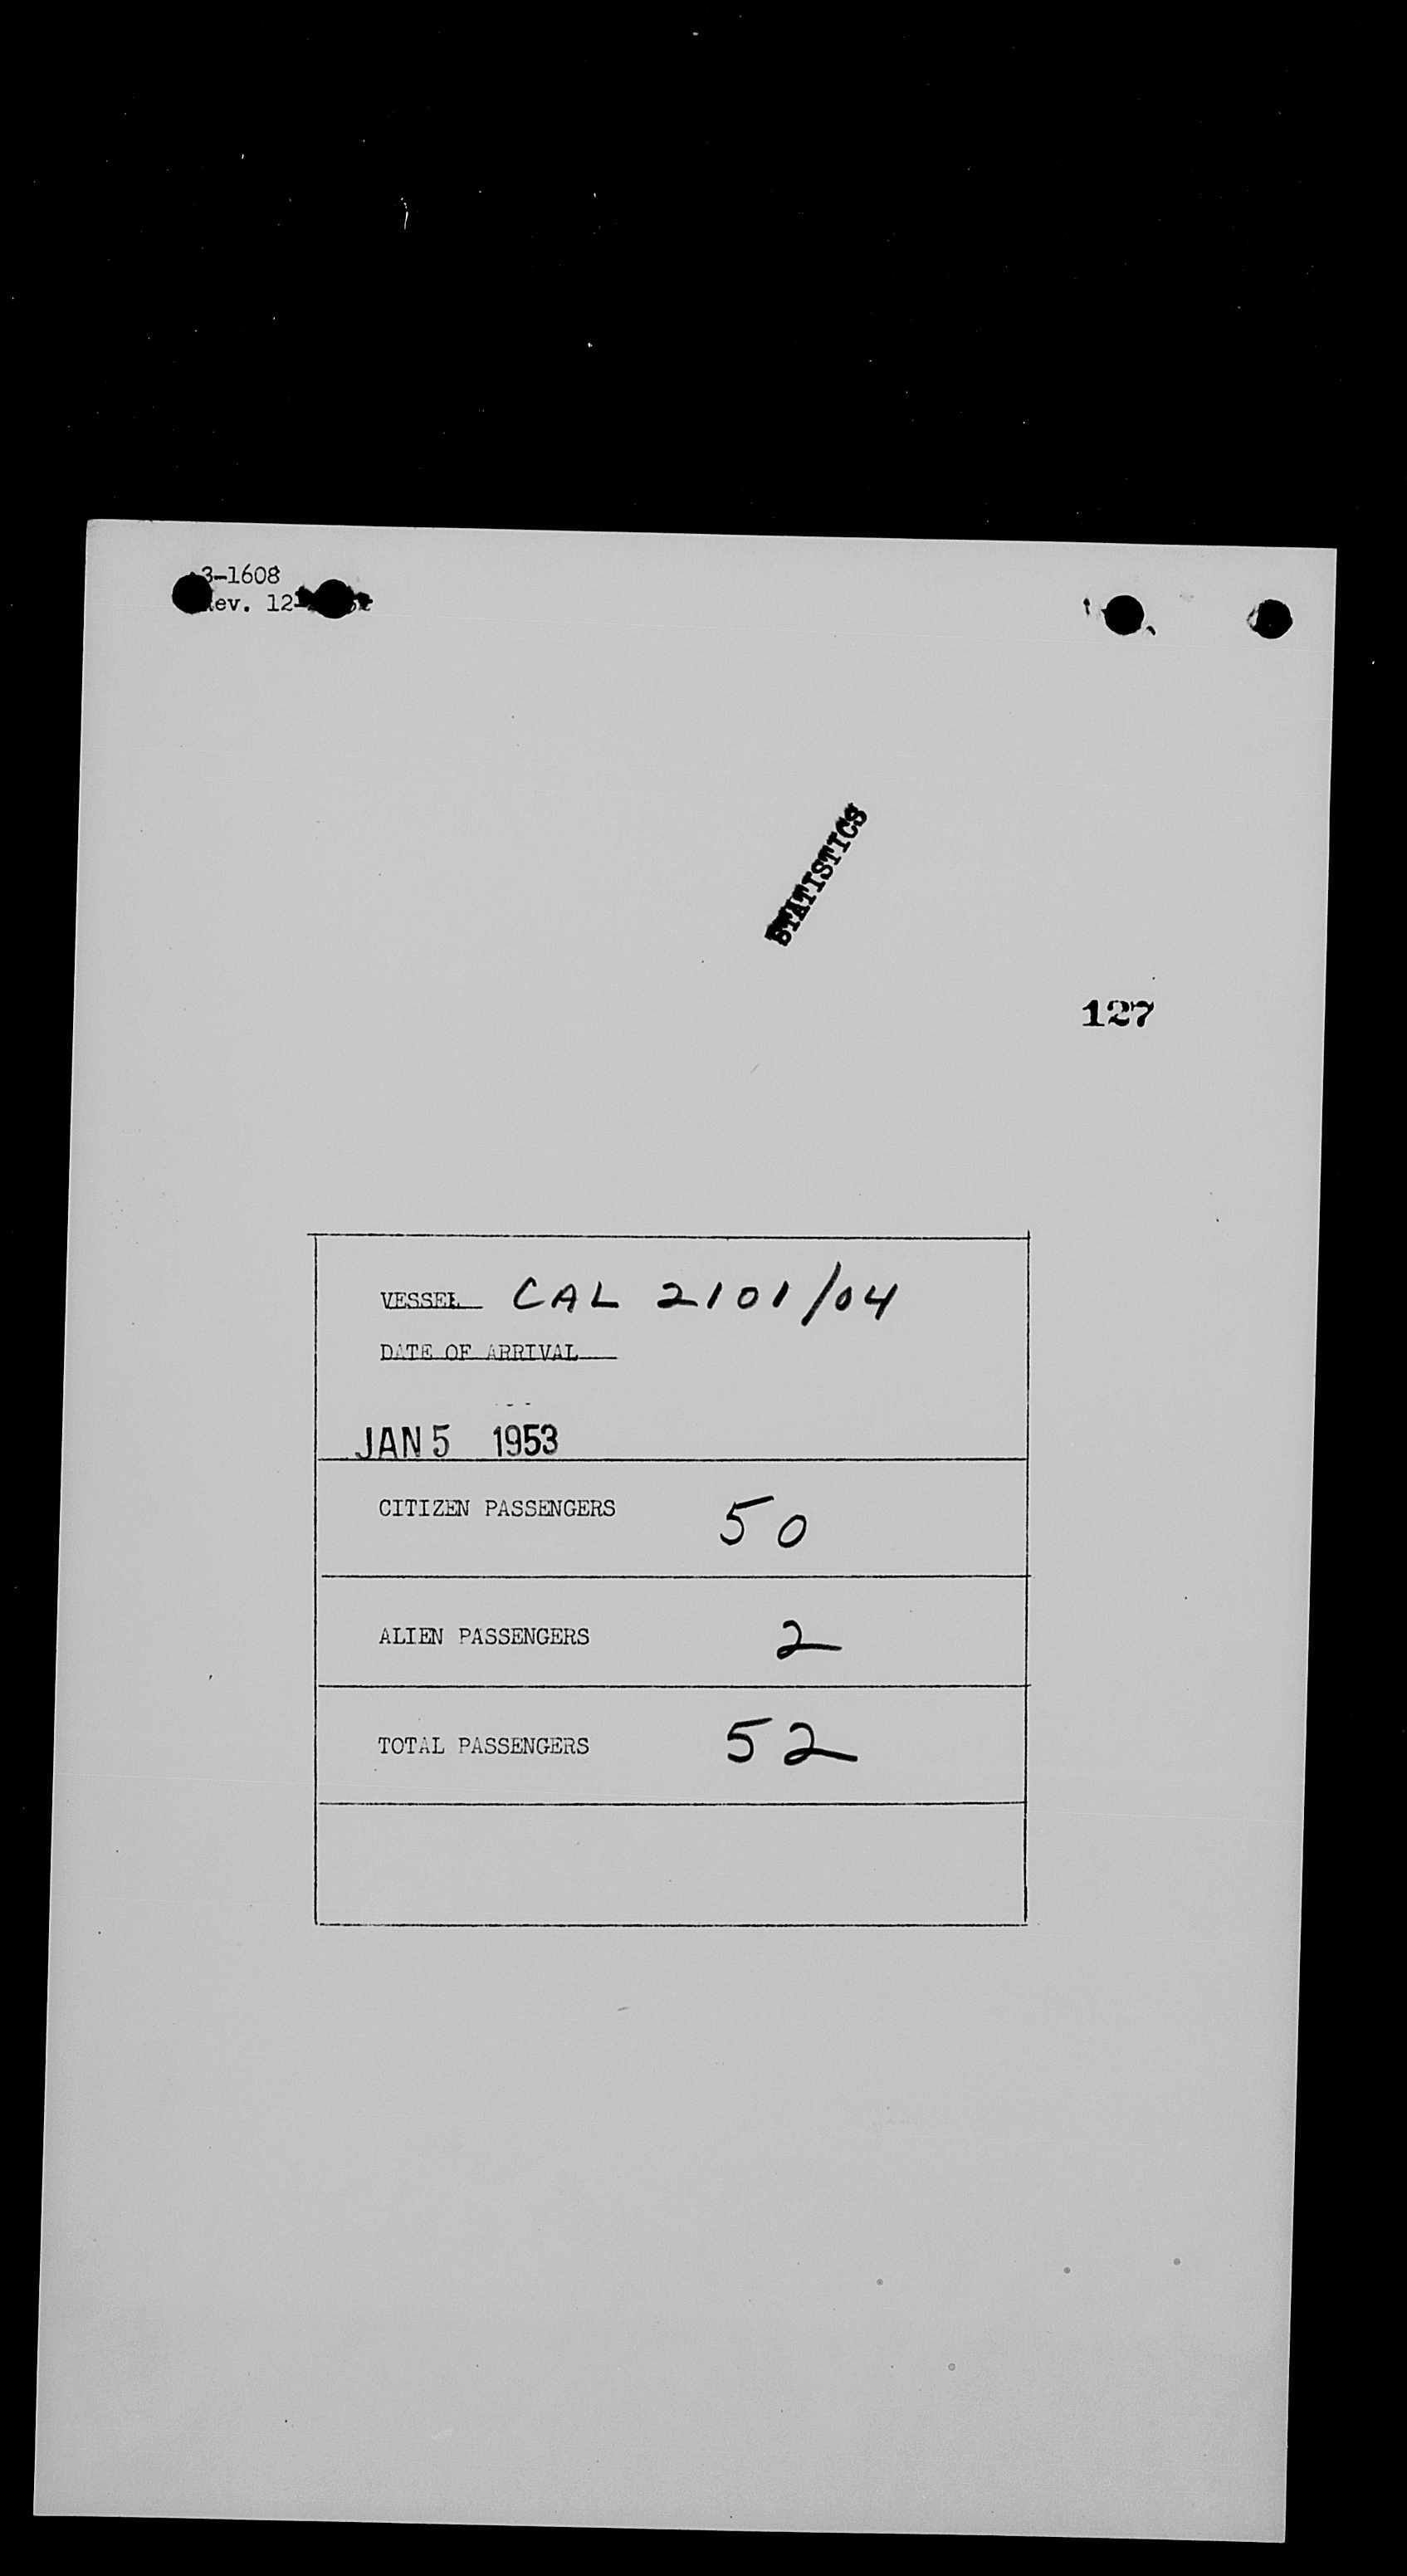 3-1608
Rev. 12-
STATISTICS
127
VESSEL CAL 2101/04
DATE OF ARRIVAL
JAN 5 1953
CITIZEN PASSENGERS 50
ALIEN PASSENGERS 2
TOTAL PASSENGERS 52